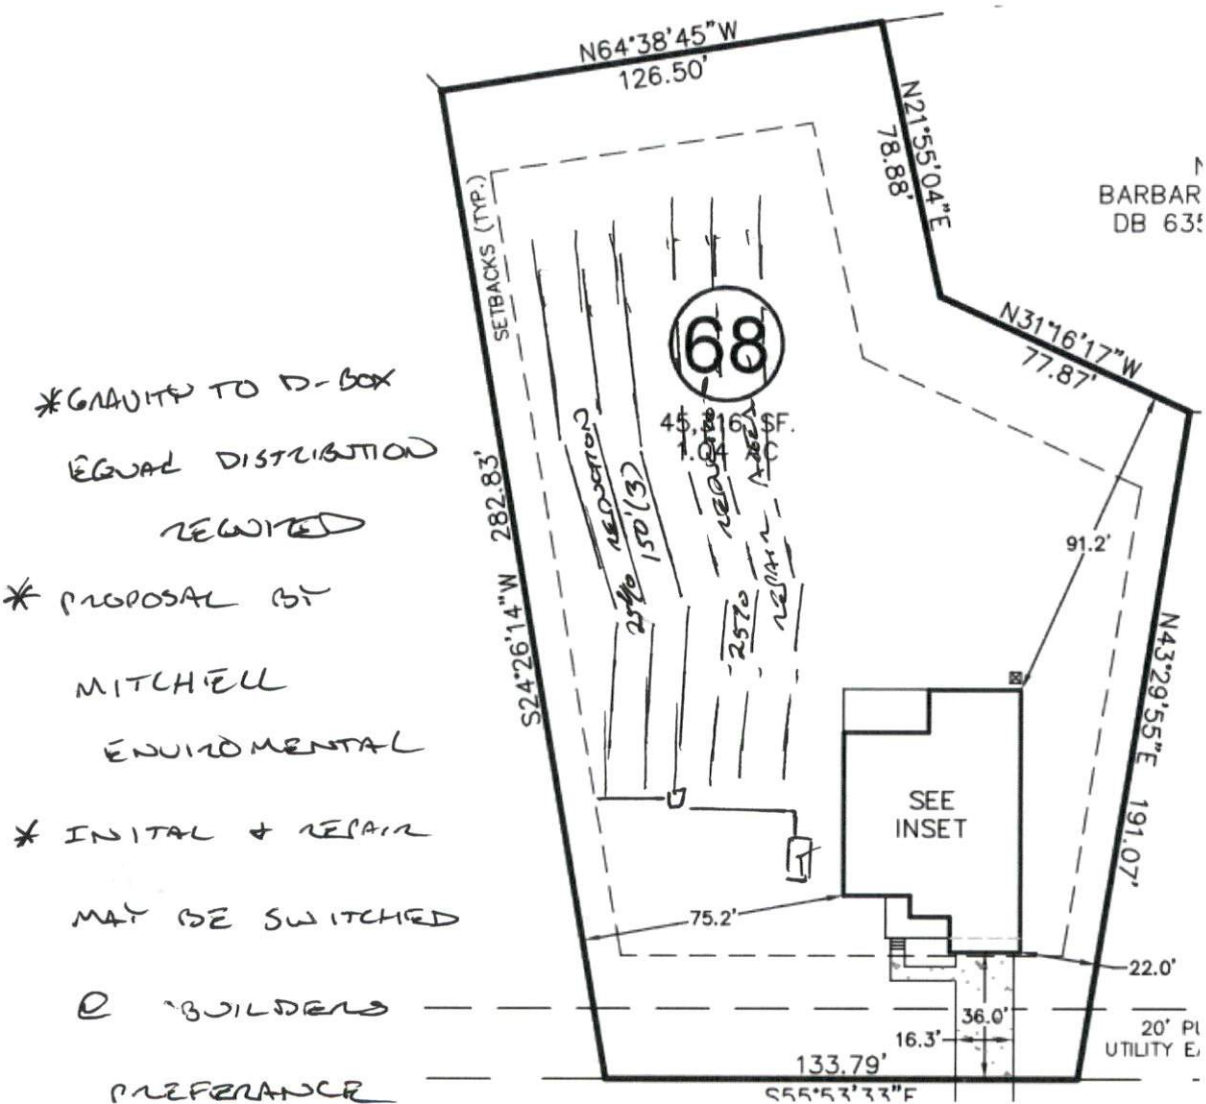 N64°38'45"W
126.50'
N21°55'04"E
78.88'
BARBAR
DB 635
SETBACKS (TYP.)
N31°16'17"W
77.87'
68
45,316 SF.
1.04 AC
*GRAVITY TO D-BOX
EQUAL DISTRIBUTION
REQUIRED
* PROPOSAL BY
MITCHELL
ENVIROMENTAL
* INITAL & REPAIR
MAY BE SWITCHED
@ BUILDERS
PREFERANCE
282.83'
S24°26'14"W
25% REDUCTION
150'(3)
25% REDUCTION
REPAIR AREA
91.2'
N43°29'55"E
191.07'
SEE
INSET
75.2'
22.0'
36.0'
16.3'
20' PU
UTILITY EA
133.79'
S55°53'33"E